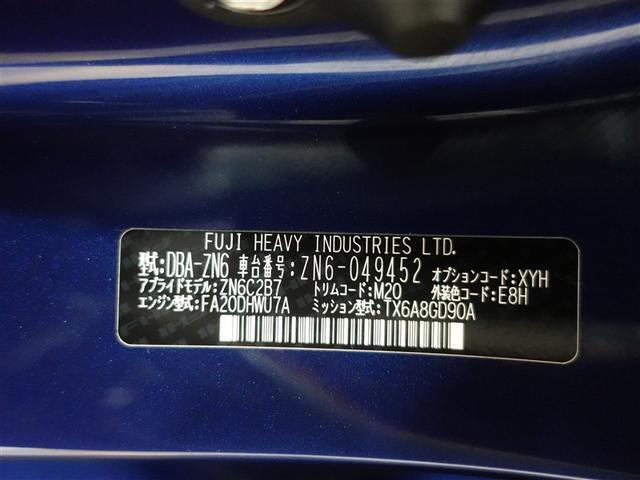 FUJI HEAVY INDUSTRIES LTD.
型式:DBA-ZN6 車台番号:ZN6-049452 オプションコード:XYH
アプライドモデル:ZN6C2B7 トリムコード:M20 外装色コード:E8H
エンジン型式:FA20DHWU7A ミッション型式:TX6A8GD90A